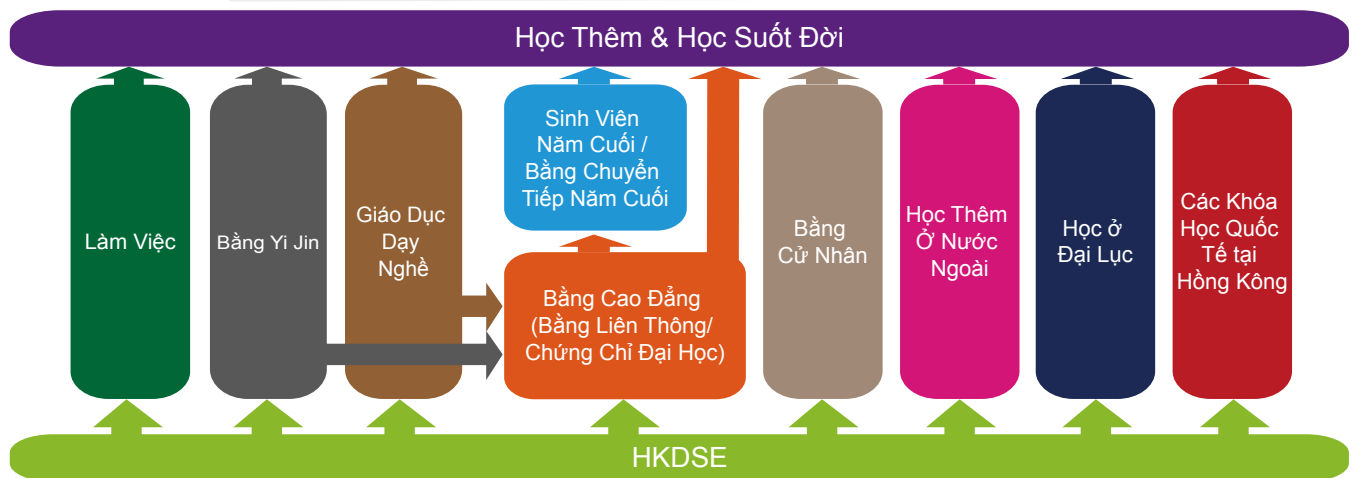 Học Thêm & Học Suốt Đời
Làm Việc
Bằng Yi Jin
Giáo Dục
Dạy
Nghề
Sinh Viên
Năm Cuối /
Bằng Chuyển
Tiếp Năm Cuối
Bằng Cao Đẳng
(Bằng Liên Thông/
Chứng Chỉ Đại Học)
Bằng
Cử Nhân
Học Thêm
Ở Nước
Ngoài
Học ở
Đại Lục
Các Khóa
Học Quốc
Tế tại
Hồng Kông
HKDSE